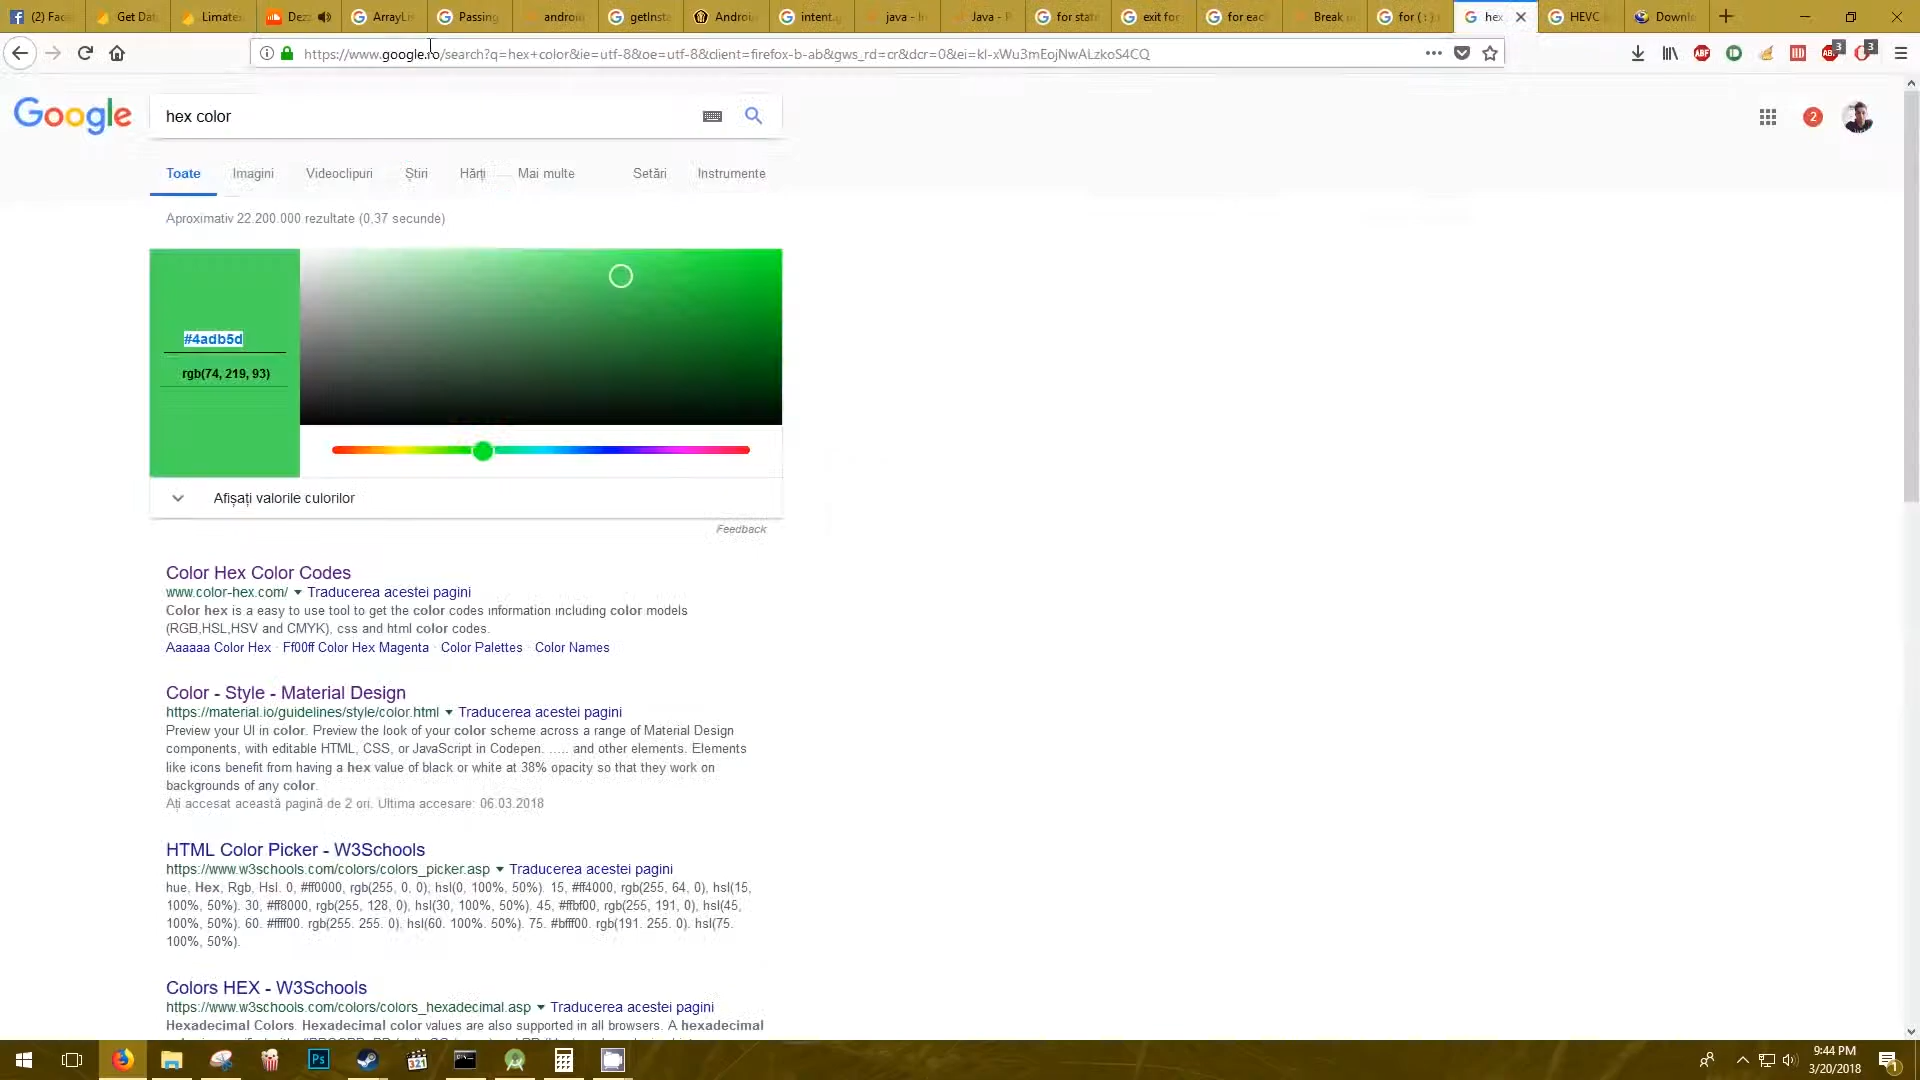 (2) Face
Get Dat
Limatex
Dezz
ArrayLis
Passing
androi
getInsta
Androi
intent.g
java - I
Java - P
for stat
exit for
for eac
Break
for ( : )
hex
HEVC
Downl
https://www.google.ro/search?q=hex+color&ie=utf-8&oe=utf-8&client=firefox-b-ab&gws_rd=cr&dcr=0&ei=kl-xWu3mEojNwALzkoS4CQ
ABP
3
3
Google
hex color
2
Toate
Imagini
Videoclipuri
Știri
Hărți
Mai multe
Setări
Instrumente
Aproximativ 22.200.000 rezultate (0,37 secunde)
#4adb5d
rgb(74, 219, 93)
Afișați valorile culorilor
Feedback
Color Hex Color Codes
www.color-hex.com/ Traducerea acestei pagini
Color hex is a easy to use tool to get the color codes information including color models
(RGB,HSL,HSV and CMYK), css and html color codes.
Aaaaaa Color Hex · Ff00ff Color Hex Magenta · Color Palettes · Color Names
Color - Style - Material Design
https://material.io/guidelines/style/color.html Traducerea acestei pagini
Preview your UI in color. Preview the look of your color scheme across a range of Material Design
components, with editable HTML, CSS, or JavaScript in Codepen. ..... and other elements. Elements
like icons benefit from having a hex value of black or white at 38% opacity so that they work on
backgrounds of any color.
Ați accesat această pagină de 2 ori. Ultima accesare: 06.03.2018
HTML Color Picker - W3Schools
https://www.w3schools.com/colors/colors_picker.asp Traducerea acestei pagini
hue, Hex, Rgb, Hsl. 0, #ff0000, rgb(255, 0, 0); hsl(0, 100%, 50%). 15, #ff4000, rgb(255, 64, 0), hsl(15,
100%, 50%). 30, #ff8000, rgb(255, 128, 0), hsl(30, 100%, 50%). 45, #ffbf00, rgb(255, 191, 0), hsl(45,
100%, 50%). 60. #ffff00. rgb(255. 255. 0). hsl(60. 100%. 50%). 75. #bfff00. rgb(191. 255. 0). hsl(75.
100%, 50%).
Colors HEX - W3Schools
https://www.w3schools.com/colors/colors_hexadecimal.asp Traducerea acestei pagini
Hexadecimal Colors. Hexadecimal color values are also supported in all browsers. A hexadecimal
Ps
321
9:44 PM
3/20/2018
1